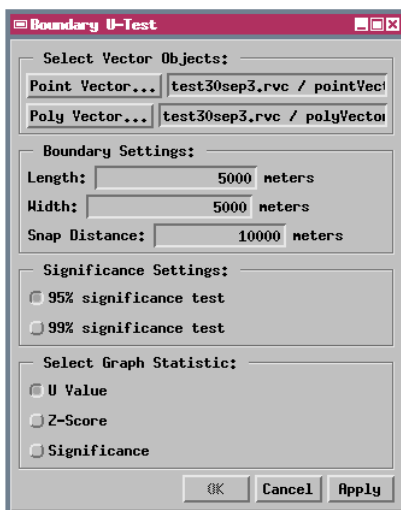 Boundary U-Test
Select Vector Objects:
Point Vector... test30sep3.rvc / pointVect
Poly Vector... test30sep3.rvc / polyVector
Boundary Settings:
Length: 5000 meters
Width: 5000 meters
Snap Distance: 10000 meters
Significance Settings:
95% significance test
99% significance test
Select Graph Statistic:
U Value
Z-Score
Significance
OK Cancel Apply